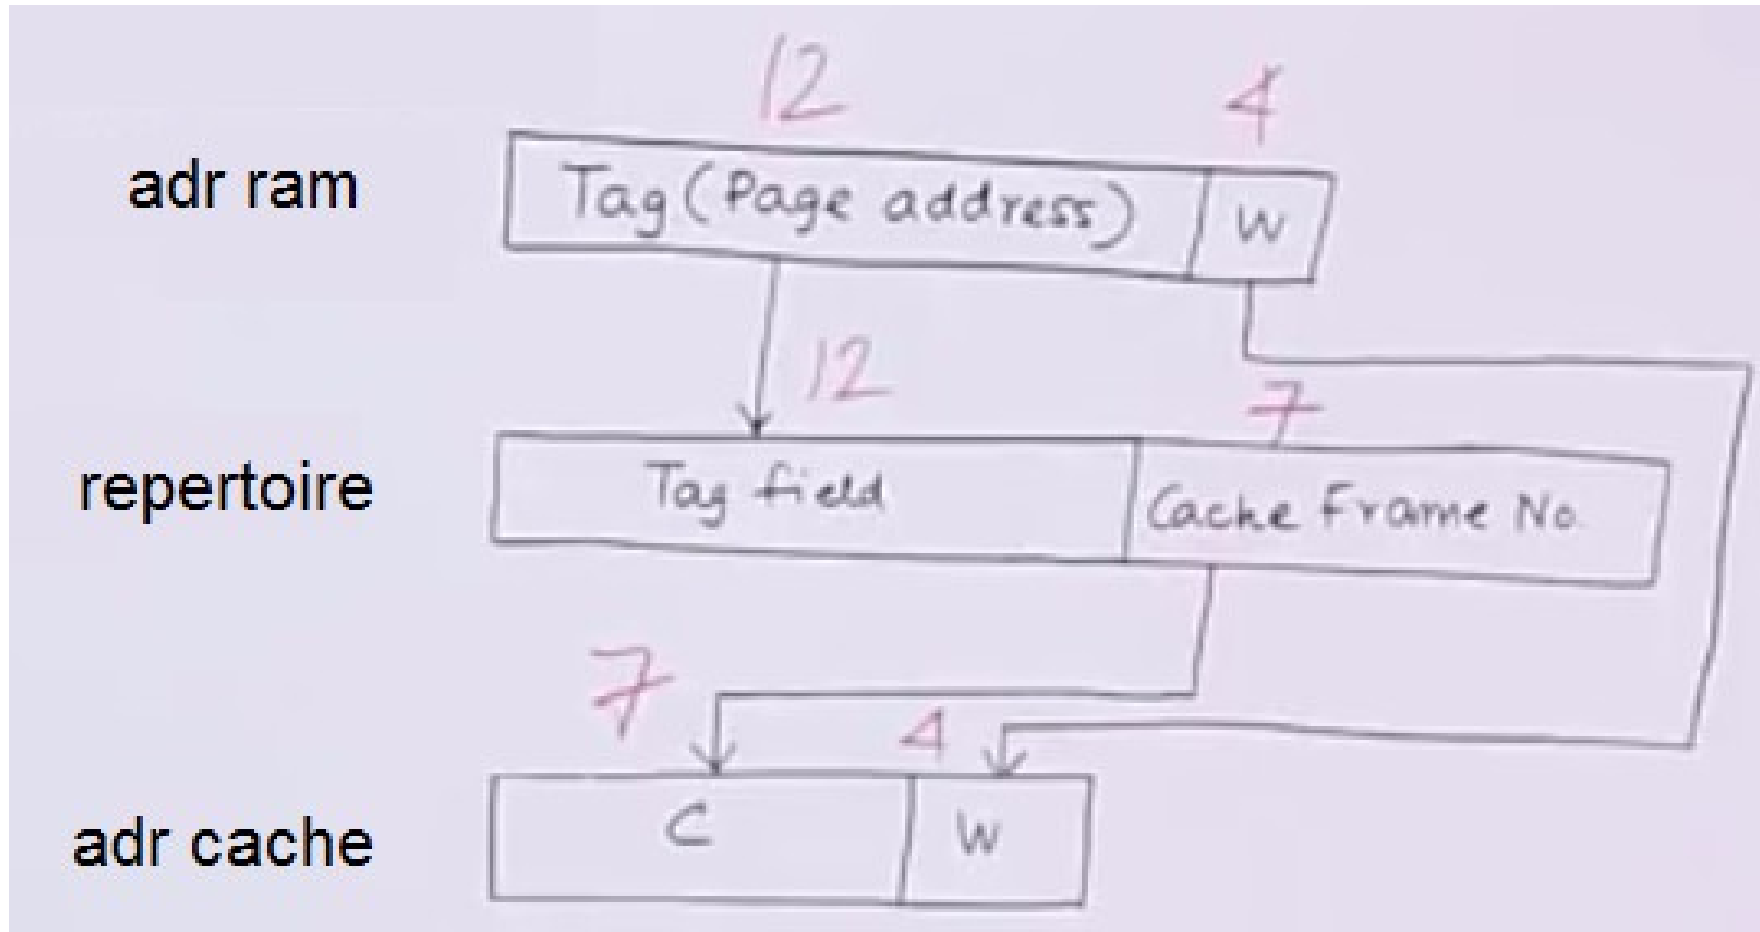 12 4
adr ram Tag (Page address) W
12
7
repertoire Tag field Cache Frame No.
7
4
adr cache C W